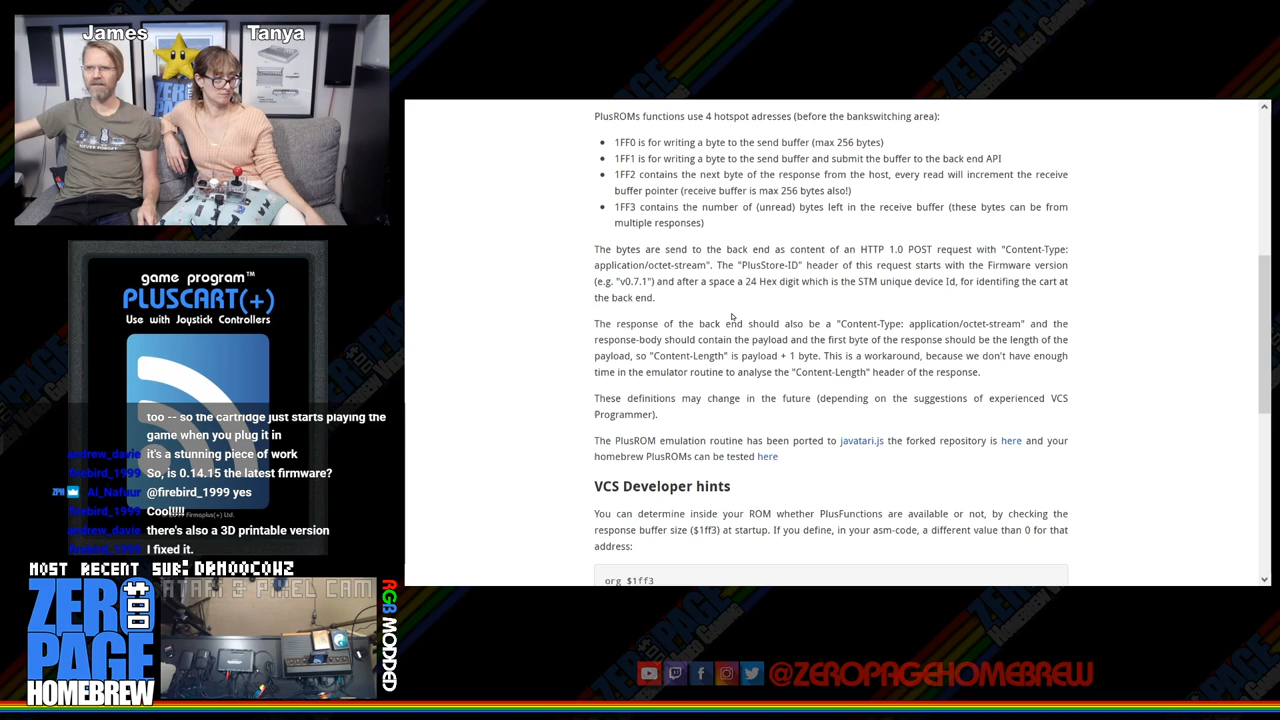 James
Tanya
PlusROMs functions use 4 hotspot adresses (before the bankswitching area):
1FF0 is for writing a byte to the send buffer (max 256 bytes)
1FF1 is for writing a byte to the send buffer and submit the buffer to the back end API
1FF2 contains the next byte of the response from the host, every read will increment the receive
buffer pointer (receive buffer is max 256 bytes also!)
1FF3 contains the number of (unread) bytes left in the receive buffer (these bytes can be from
multiple responses)
The bytes are send to the back end as content of an HTTP 1.0 POST request with "Content-Type:
application/octet-stream". The "PlusStore-ID" header of this request starts with the Firmware version
(e.g. "v0.7.1") and after a space a 24 Hex digit which is the STM unique device Id, for identifing the cart at
the back end.
The response of the back end should also be a "Content-Type: application/octet-stream" and the
response-body should contain the payload and the first byte of the response should be the length of the
payload, so "Content-Length" is payload + 1 byte. This is a workaround, because we don't have enough
time in the emulator routine to analyse the "Content-Length" header of the response.
These definitions may change in the future (depending on the suggestions of experienced VCS
Programmer).
The PlusROM emulation routine has been ported to javatari.js the forked repository is here and your
homebrew PlusROMs can be tested here
VCS Developer hints
You can determine inside your ROM whether PlusFunctions are available or not, by checking the
response buffer size ($1ff3) at startup. If you define, in your asm-code, a different value than 0 for that
address:
org $1ff3
game program™
PLUSCART(+)
Use with Joystick Controllers
too -- so the cartridge just starts playing the
game when you plug it in
andrew_davie it's a stunning piece of work
firebird_1999 So, is 0.14.15 the latest firmware?
ZPH Al_Nafuur @firebird_1999 yes
firebird_1999 Cool!!!!
andrew_davie there's also a 3D printable version
firebird_1999 I fixed it.
MOST RECENT SUB: DRMOOCOWZ
ZERO
PAGE
HOMEBREW
ATARI & PIXEL CAM
RGB MODDED
@ZEROPAGEHOMEBREW